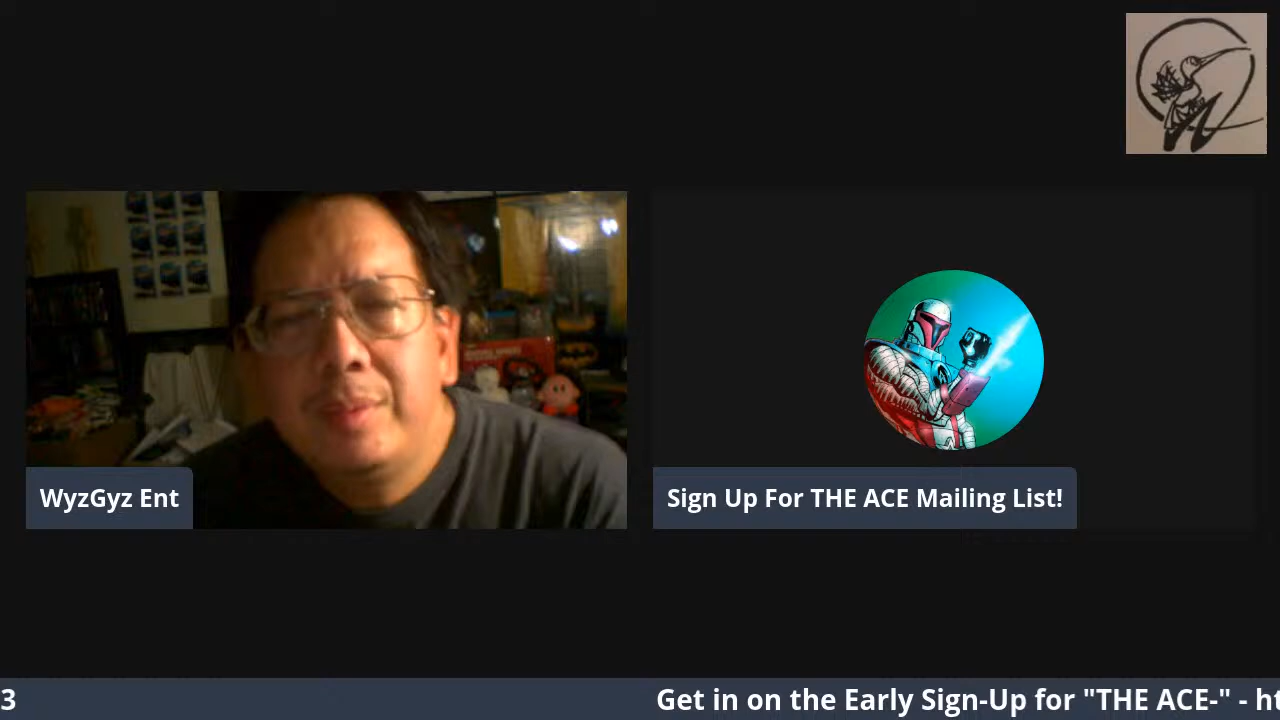 WyzGyz Ent
Sign Up For THE ACE Mailing List!
3
Get in on the Early Sign-Up for "THE ACE-" - ht